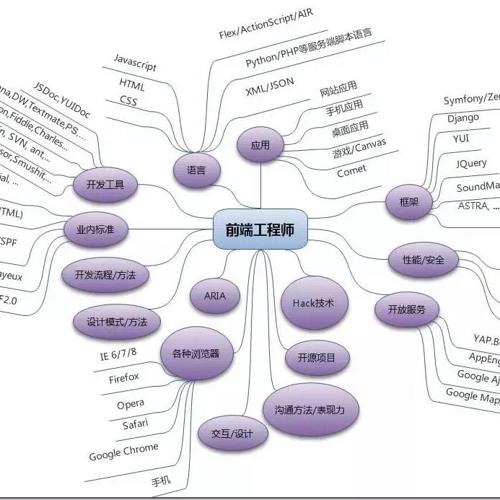 Flex/ActionScript/AIR
Python/PHP等服务端脚本语言
XML/JSON
Javascript
HTML
CSS
语言
网站应用
手机应用
桌面应用
游戏/Canvas
Comet
应用
Symfony/Zen
Django
YUI
JQuery
SoundMa
ASTRA, ...
框架
JSDoc,YUIDoc
na,DW,Textmate,PS,...
on,Fiddle,Charles...
n, SVN, ant...
sor,Smushit,...
ial, ...
开发工具
HTML)
SPF
ayeux
F2.0
业内标准
前端工程师
开发流程/方法
设计模式/方法
性能/安全
开放服务
YAP,B
AppEng
Google Aj
Google Map
ARIA
Hack技术
各种浏览器
IE 6/7/8
Firefox
Opera
Safari
Google Chrome
手机
开源项目
沟通方法/表现力
交互/设计